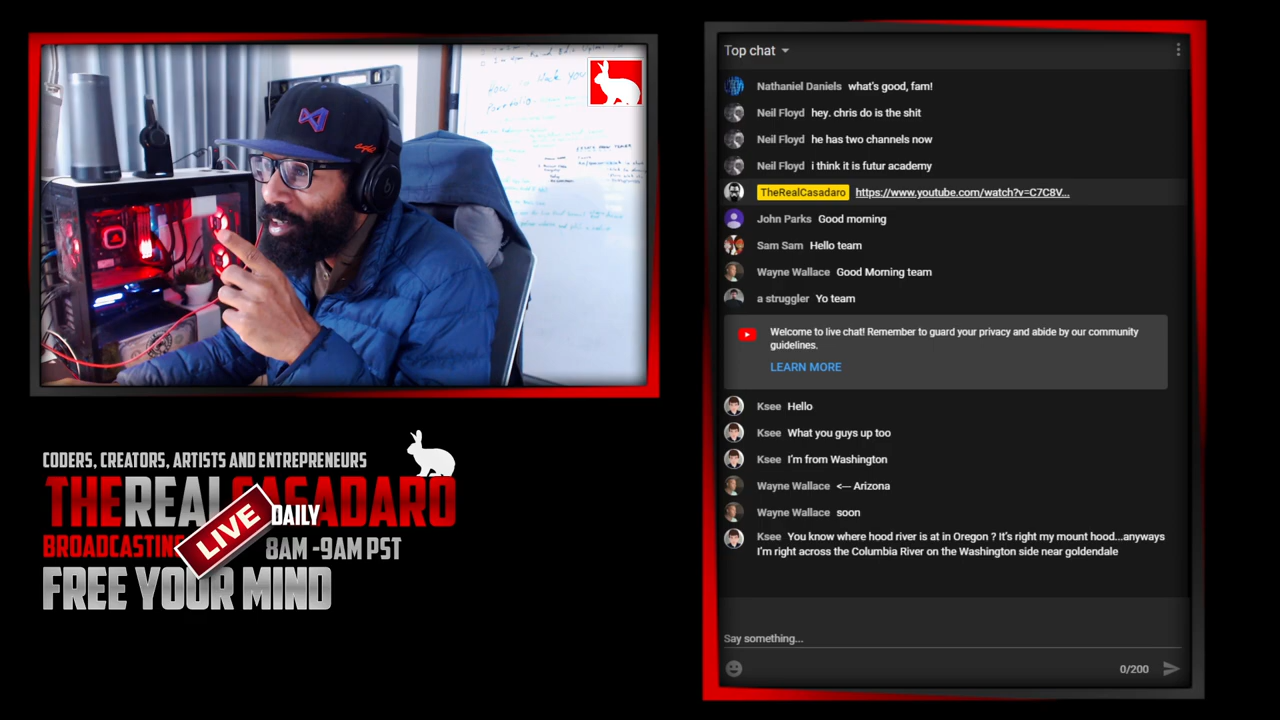 Top chat
Nathaniel Daniels what's good, fam!
Neil Floyd hey. chris do is the shit
Neil Floyd he has two channels now
Neil Floyd i think it is futur academy
TheRealCasadaro https://www.youtube.com/watch?v=C7C8V...
John Parks Good morning
Sam Sam Hello team
Wayne Wallace Good Morning team
a struggler Yo team
Welcome to live chat! Remember to guard your privacy and abide by our community
guidelines.
LEARN MORE
Ksee Hello
Ksee What you guys up too
Ksee I'm from Washington
Wayne Wallace <--- Arizona
Wayne Wallace soon
Ksee You know where hood river is at in Oregon ? It's right my mount hood...anyways
I'm right across the Columbia River on the Washington side near goldendale
Say something...
0/200
CODERS, CREATORS, ARTISTS AND ENTREPRENEURS
THEREALCASADARO
BROADCASTING LIVE DAILY
8AM -9AM PST
FREE YOUR MIND